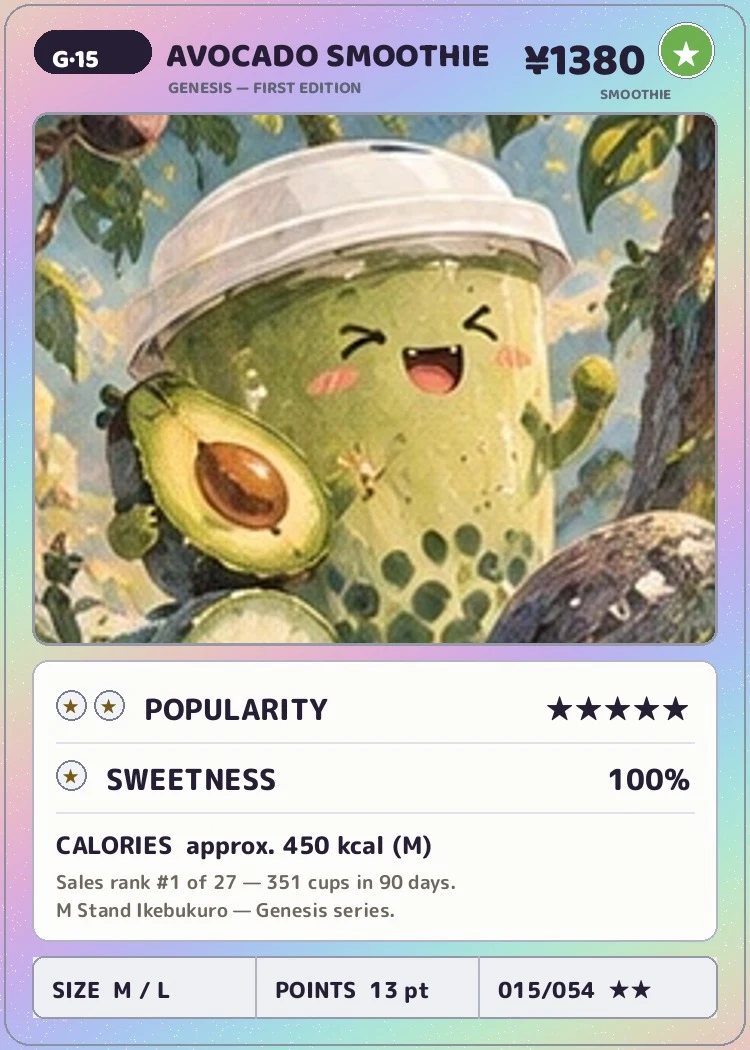 G·15
AVOCADO SMOOTHIE
¥1380 ★
GENESIS — FIRST EDITION
SMOOTHIE
★ ★ POPULARITY ★★★★★
★ SWEETNESS 100%
CALORIES approx. 450 kcal (M)
Sales rank #1 of 27 — 351 cups in 90 days.
M Stand Ikebukuro — Genesis series.
SIZE M / L
POINTS 13 pt
015/054 ★★